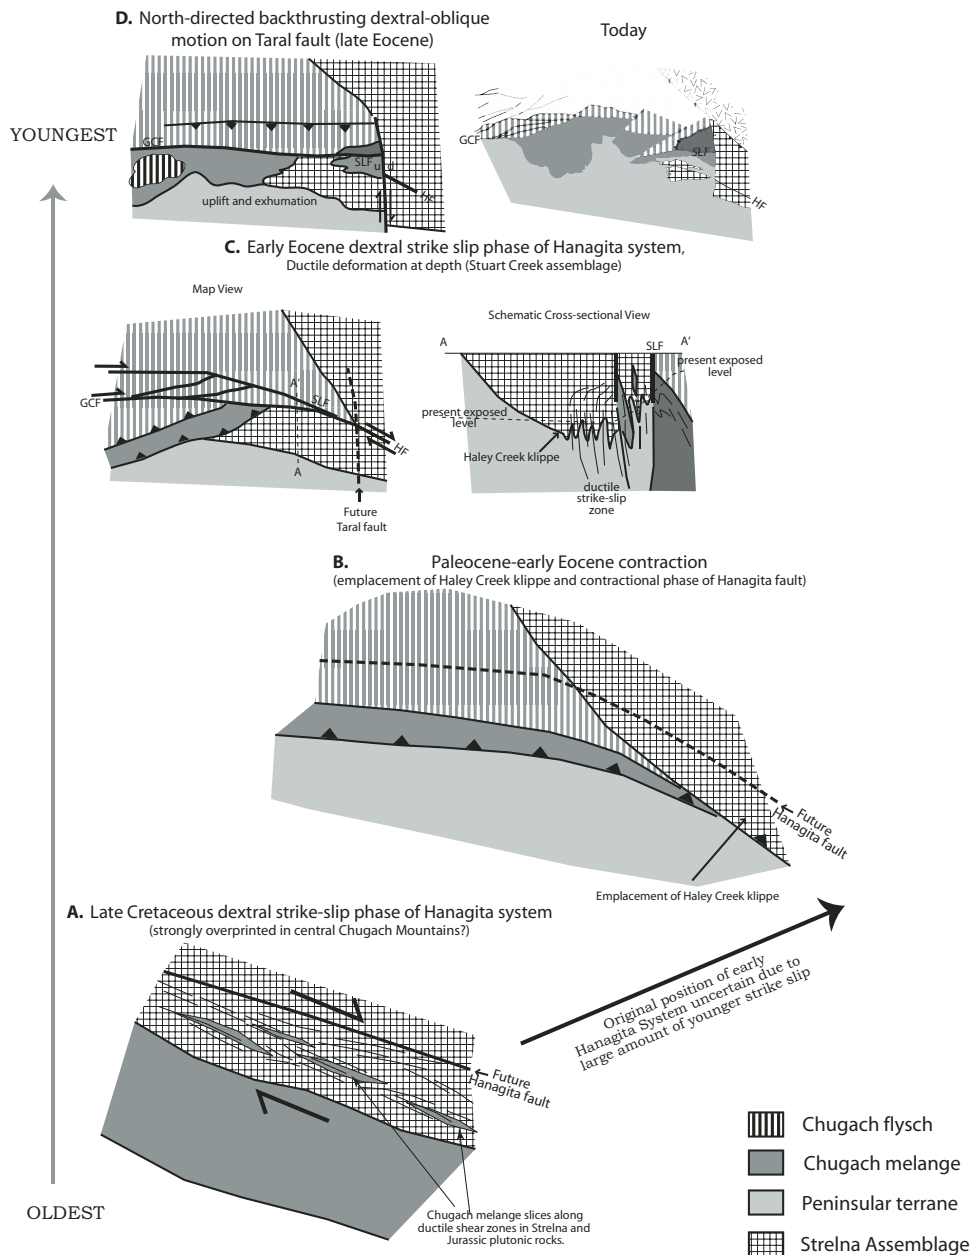 D. North-directed backthrusting dextral-oblique
motion on Taral fault (late Eocene)
Today
YOUNGEST
GCF
SLF
u
d
HF
uplift and exhumation
GCF
SLF
HF
C. Early Eocene dextral strike slip phase of Hanagita system,
Ductile deformation at depth (Stuart Creek assemblage)
Map View
GCF
A'
SLF
HF
A
Future
Taral fault
Schematic Cross-sectional View
A
SLF
A'
present exposed
level
present exposed
level
Haley Creek klippe
ductile
strike-slip
zone
B. Paleocene-early Eocene contraction
(emplacement of Haley Creek klippe and contractional phase of Hanagita fault)
Future
Hanagita fault
Emplacement of Haley Creek klippe
A. Late Cretaceous dextral strike-slip phase of Hanagita system
(strongly overprinted in central Chugach Mountains?)
Future
Hanagita fault
Original position of early
Hanagita System uncertain due to
large amount of younger strike slip
Chugach melange slices along
ductile shear zones in Strelna and
Jurassic plutonic rocks.
OLDEST
Chugach flysch
Chugach melange
Peninsular terrane
Strelna Assemblage